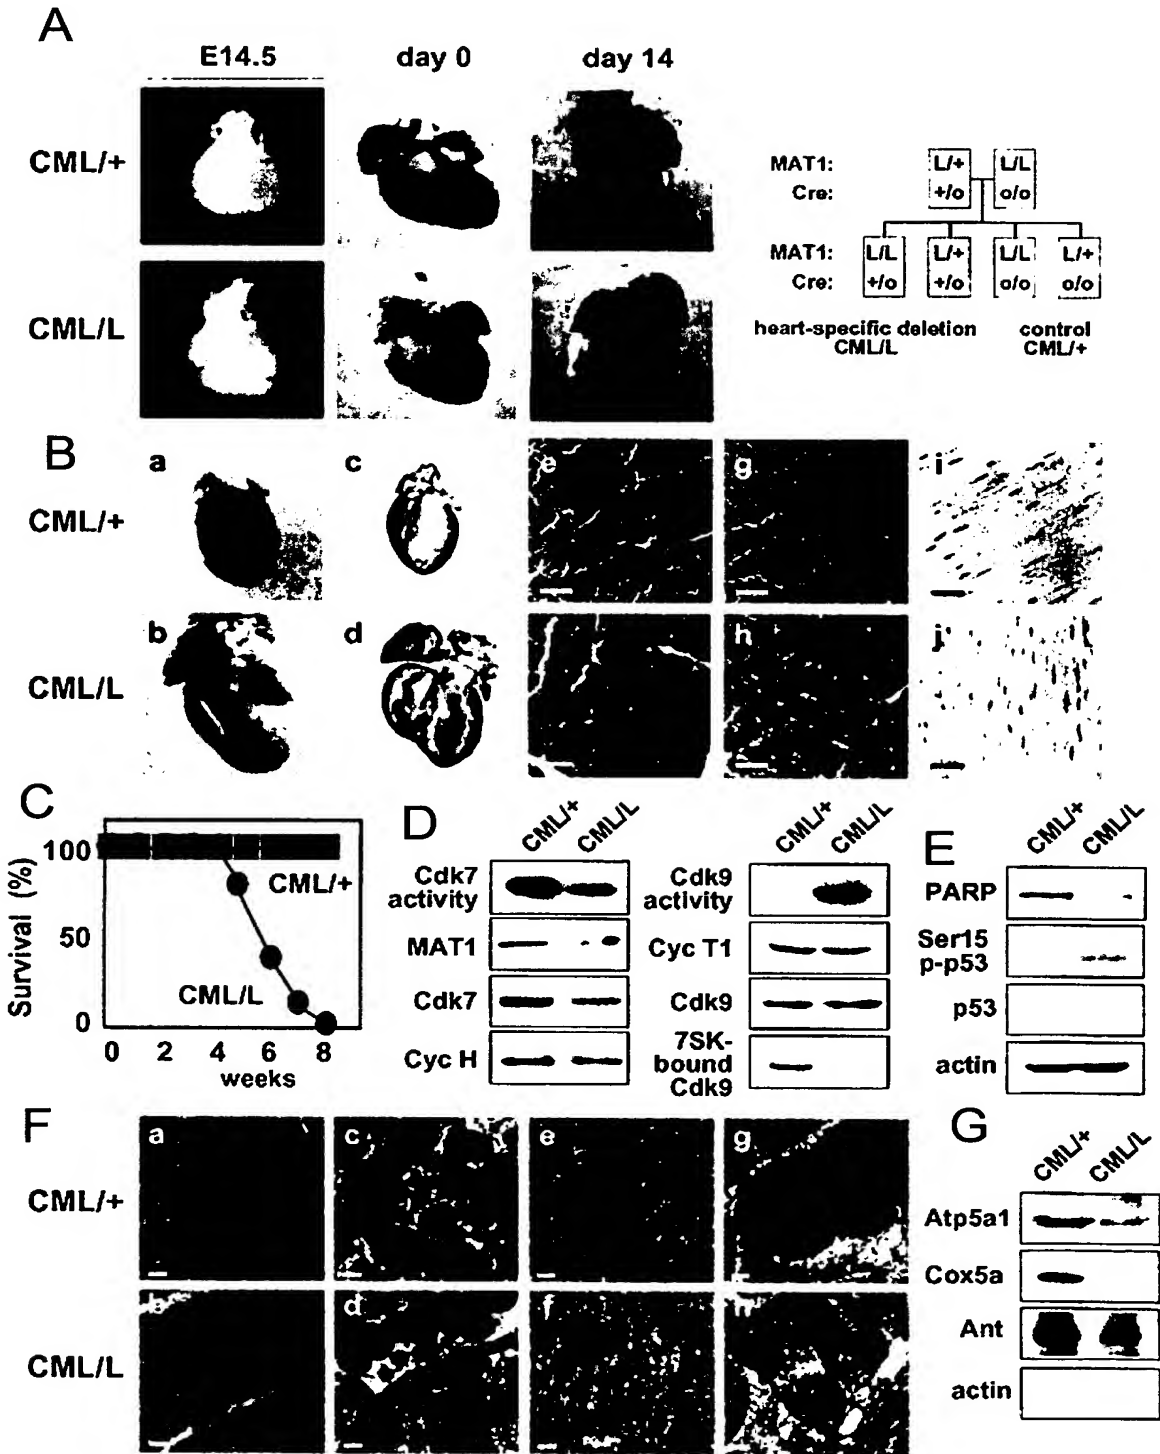 A
E14.5 day 0 day 14
CML/+
CML/L
MAT1: L/+ L/L
Cre: +/o o/o
MAT1: L/L L/+ L/L L/+
Cre: +/o +/o o/o o/o
heart-specific deletion control
CML/L CML/+
B
a c e g i
CML/+
b d h j
CML/L
C
Survival (%)
100
50
0
CML/+
CML/L
0 2 4 6 8
weeks
D
CML/+ CML/L
Cdk7
activity
MAT1
Cdk7
Cyc H
CML/+ CML/L
Cdk9
activity
Cyc T1
Cdk9
7SK-
bound
Cdk9
E
CML/+ CML/L
PARP
Ser15
p-p53
p53
actin
F
a c e g
CML/+
b d f h
CML/L
G
CML/+ CML/L
Atp5a1
Cox5a
Ant
actin